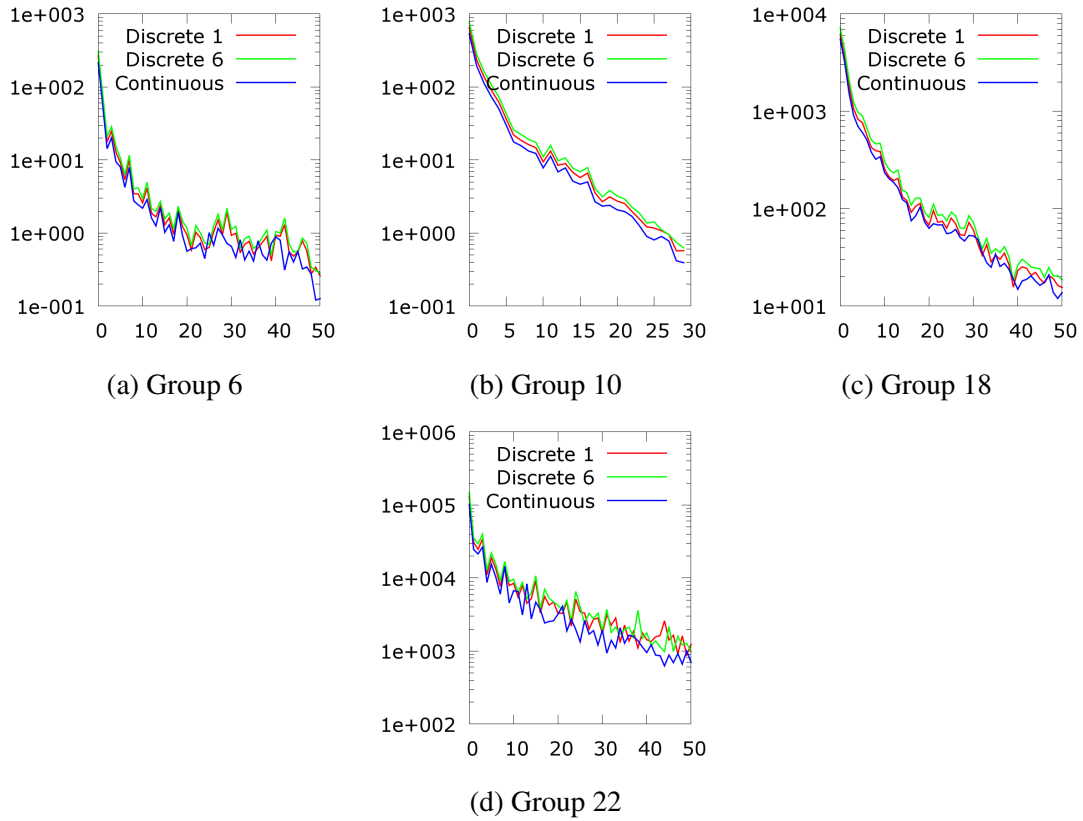 1e+003
1e+002
1e+001
1e+000
1e-001
Discrete 1
Discrete 6
Continuous
0 10 20 30 40 50
(a) Group 6
1e+003
1e+002
1e+001
1e+000
1e-001
Discrete 1
Discrete 6
Continuous
0 5 10 15 20 25 30
(b) Group 10
1e+004
1e+003
1e+002
1e+001
Discrete 1
Discrete 6
Continuous
0 10 20 30 40 50
(c) Group 18
1e+006
1e+005
1e+004
1e+003
1e+002
Discrete 1
Discrete 6
Continuous
0 10 20 30 40 50
(d) Group 22